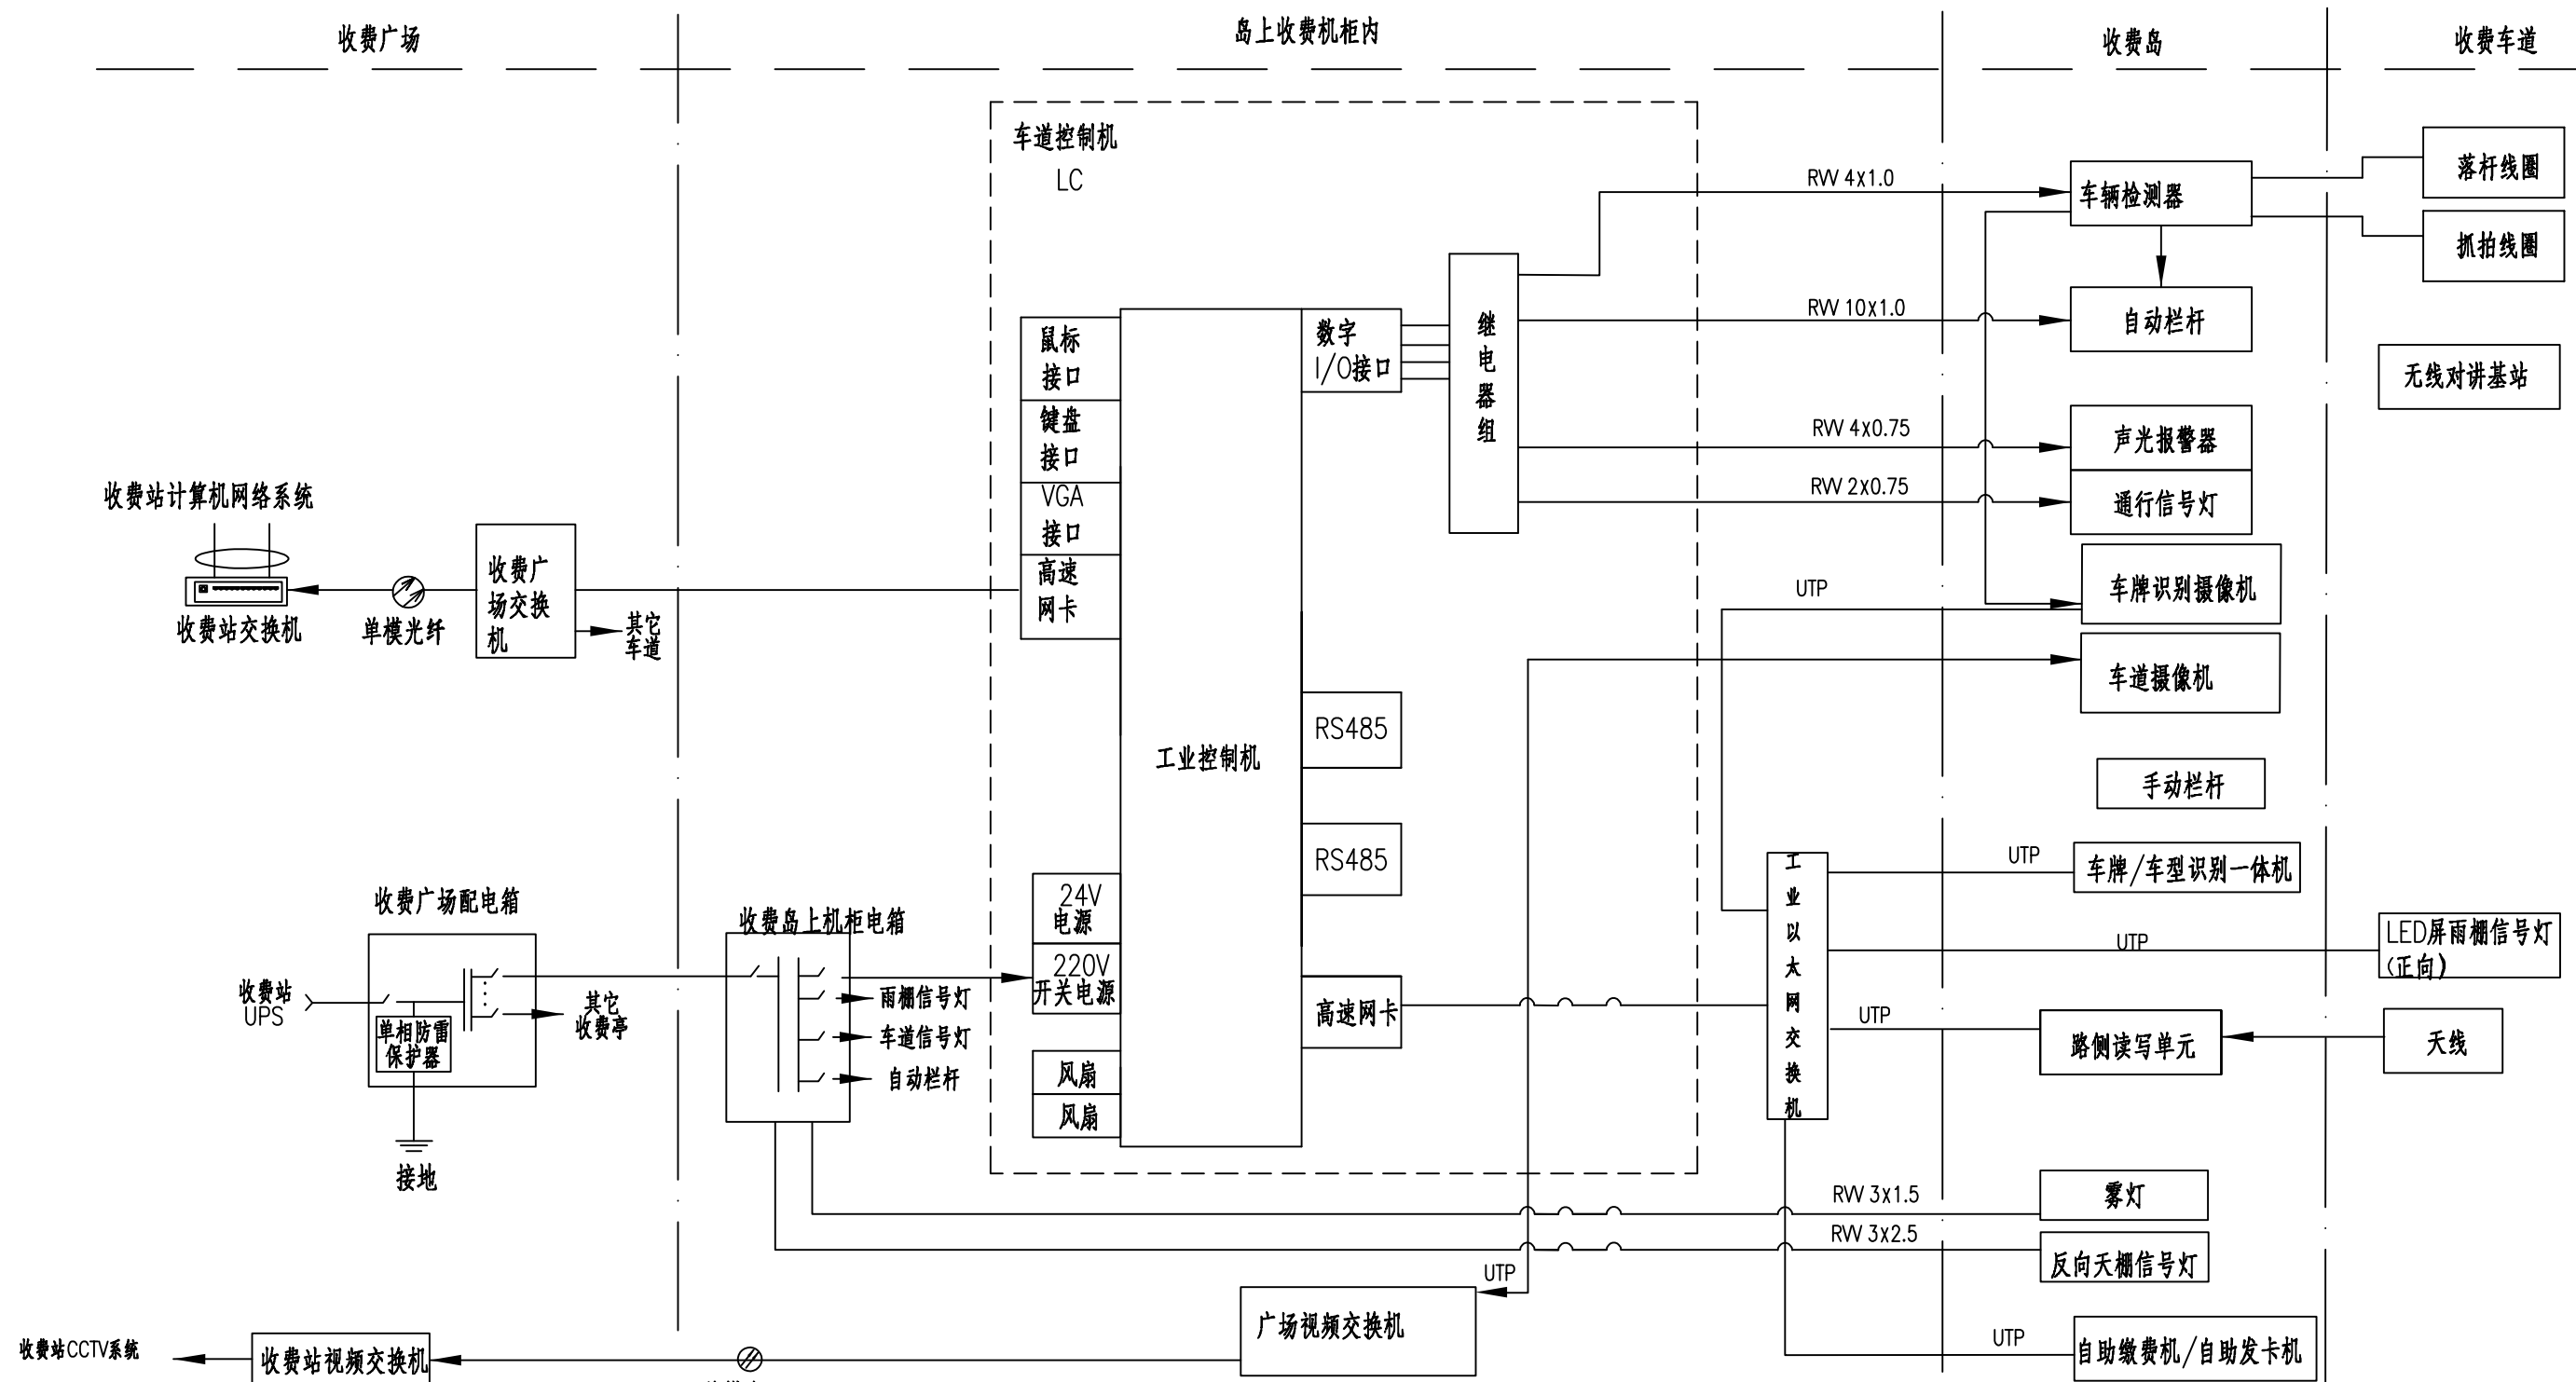 收费广场
岛上收费机柜内
收费岛
收费车道
车道控制机
LC
RVV 4x1.0
车辆检测器
落杆线圈
抓拍线圈
RVV 10x1.0
自动栏杆
无线对讲基站
鼠标
接口
键盘
接口
VGA
接口
高速
网卡
数字
I/O接口
继
电
器
组
RVV 4x0.75
声光报警器
RVV 2x0.75
通行信号灯
收费站计算机网络系统
收费站交换机
单模光纤
收费广
场交换
机
其它
车道
UTP
车牌识别摄像机
车道摄像机
工业控制机
RS485
RS485
手动栏杆
工
业
以
太
网
交
换
机
UTP
车牌/车型识别一体机
收费广场配电箱
收费站
UPS
单相防雷
保护器
其它
收费亭
接地
收费岛上机柜电箱
24V
电源
220V
开关电源
雨棚信号灯
车道信号灯
自动栏杆
风扇
风扇
高速网卡
UTP
LED屏雨棚信号灯
(正向)
UTP
路侧读写单元
天线
RVV 3x1.5
雾灯
RVV 3x2.5
反向天棚信号灯
UTP
广场视频交换机
UTP
自助缴费机/自助发卡机
收费站CCTV系统
收费站视频交换机